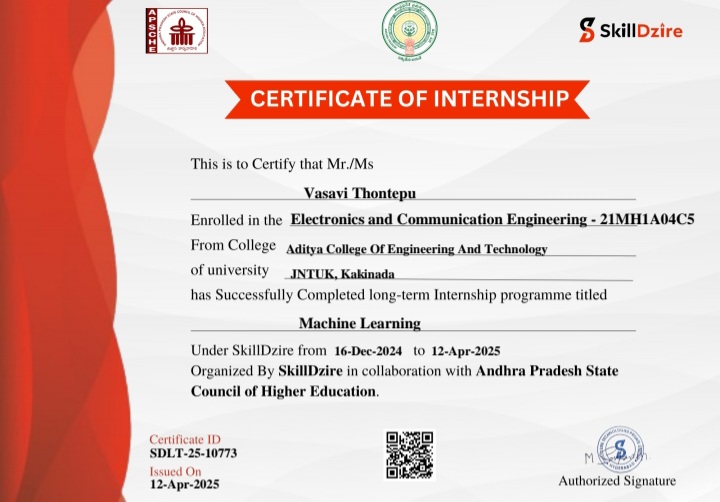 APSCHE
SkillDzire
CERTIFICATE OF INTERNSHIP
This is to Certify that Mr./Ms
Vasavi Thontepu
Enrolled in the Electronics and Communication Engineering - 21MH1A04C5
From College Aditya College Of Engineering And Technology
of university JNTUK, Kakinada
has Successfully Completed long-term Internship programme titled
Machine Learning
Under SkillDzire from 16-Dec-2024 to 12-Apr-2025
Organized By SkillDzire in collaboration with Andhra Pradesh State
Council of Higher Education.
Certificate ID
SDLT-25-10773
Issued On
12-Apr-2025
Authorized Signature